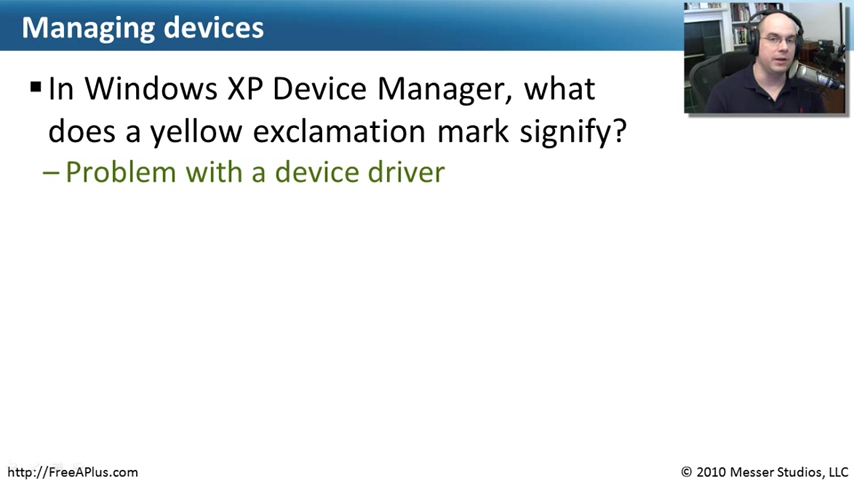 Managing devices
▪ In Windows XP Device Manager, what
does a yellow exclamation mark signify?
– Problem with a device driver
http://FreeAPlus.com
© 2010 Messer Studios, LLC